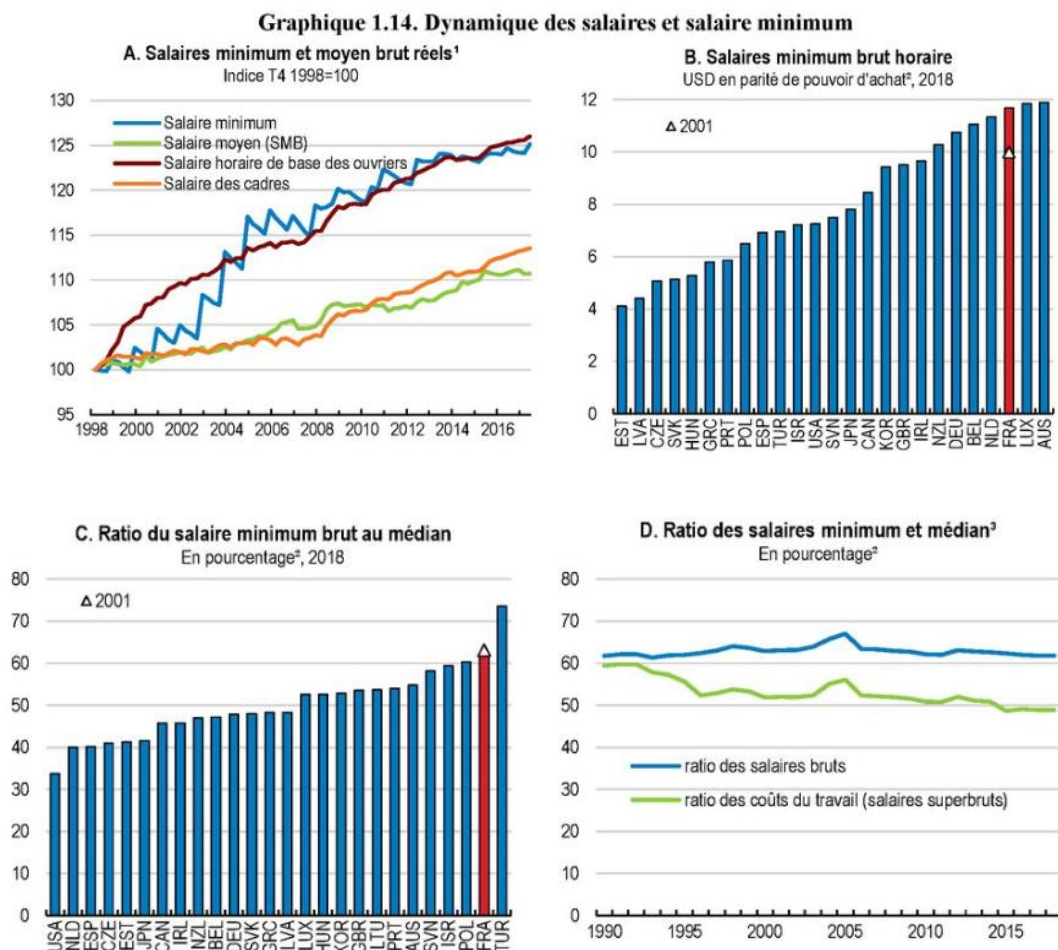 Graphique 1.14. Dynamique des salaires et salaire minimum
A. Salaires minimum et moyen brut réels¹
Indice T4 1998=100
130
125
120
115
110
105
100
95
Salaire minimum
Salaire moyen (SMB)
Salaire horaire de base des ouvriers
Salaire des cadres
1998 2000 2002 2004 2006 2008 2010 2012 2014 2016
B. Salaires minimum brut horaire
USD en parité de pouvoir d'achat², 2018
12
10
8
6
4
2
0
Δ 2001
EST LVA CZE SVK HUN GRC PRT POL ESP TUR ISR USA SVN JPN CAN KOR GBR IRL NZL DEU BEL NLD FRA LUX AUS
C. Ratio du salaire minimum brut au médian
En pourcentage², 2018
80
70
60
50
40
30
20
10
0
Δ 2001
USA NLD ESP CZE EST JPN CAN IRL NZL BEL DEU SVK GRC LVA LUX HUN KOR GBR LTU PRT AUS SVN ISR POL FRA TUR
D. Ratio des salaires minimum et médian³
En pourcentage²
80
70
60
50
40
30
20
10
0
ratio des salaires bruts
ratio des coûts du travail (salaires superbruts)
1990 1995 2000 2005 2010 2015